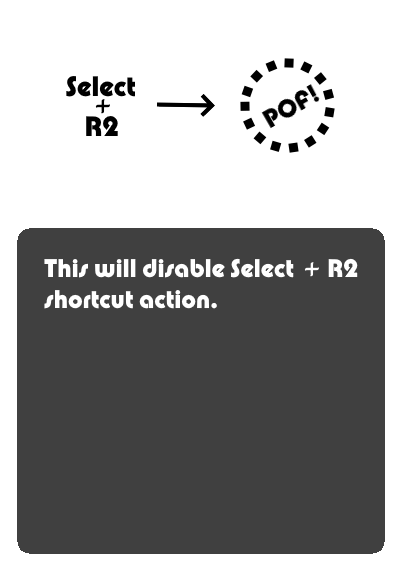 Select
+
R2
POF!
This will disable Select + R2
shortcut action.